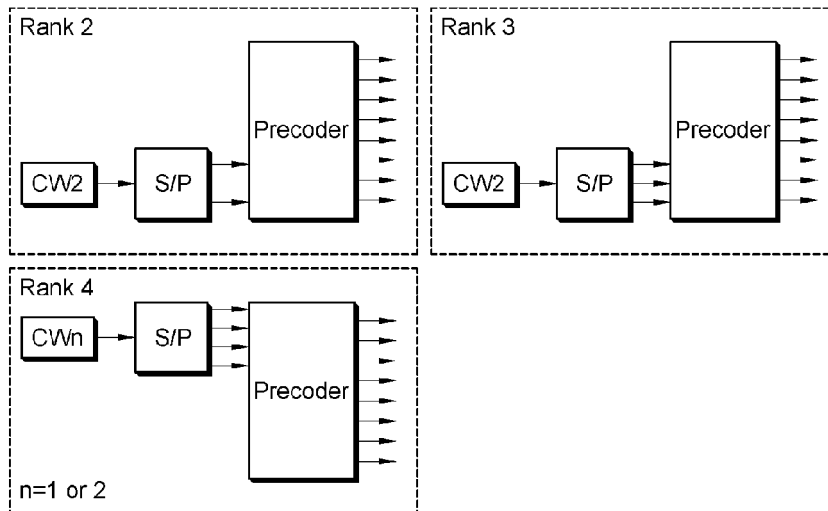 Rank 2
CW2
S/P
Precoder
Rank 3
CW2
S/P
Precoder
Rank 4
CWn
S/P
Precoder
n=1 or 2